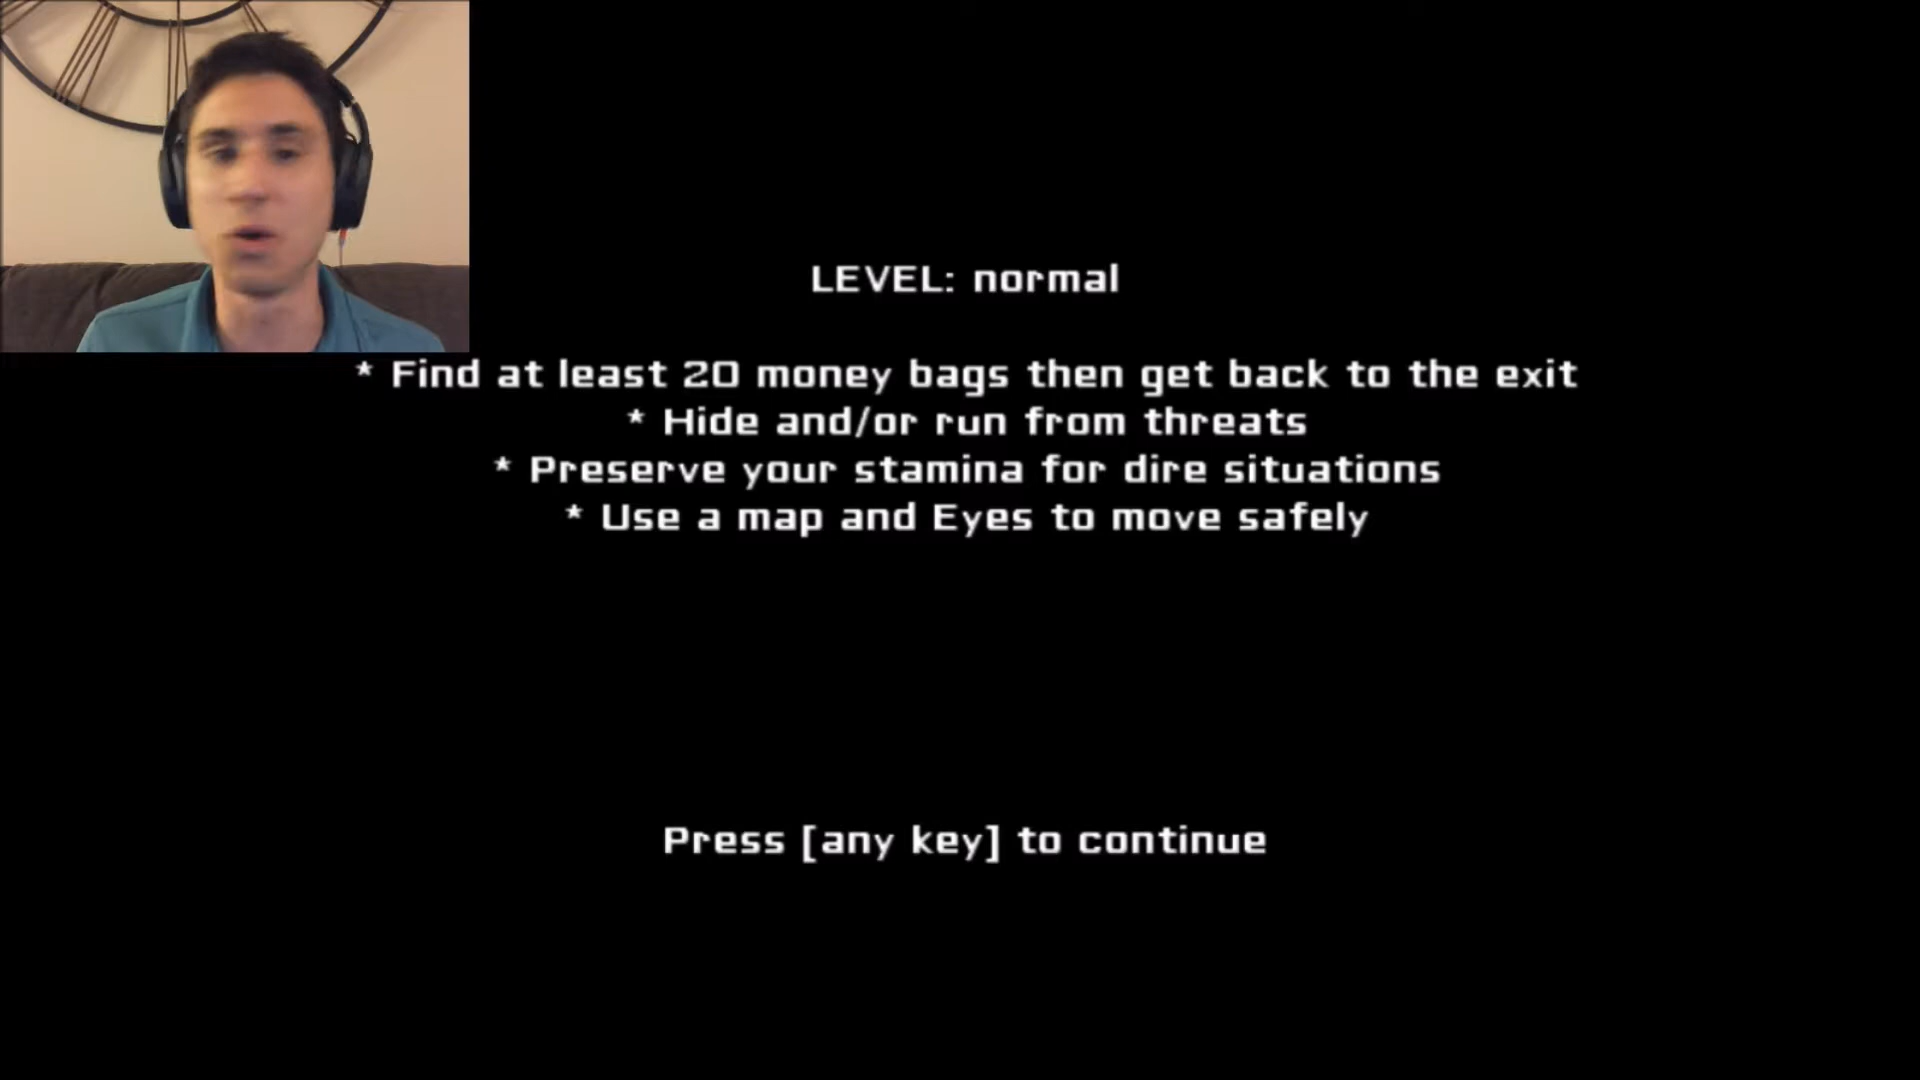 LEVEL: normal
* Find at least 20 money bags then get back to the exit
* Hide and/or run from threats
* Preserve your stamina for dire situations
* Use a map and Eyes to move safely
Press [any key] to continue